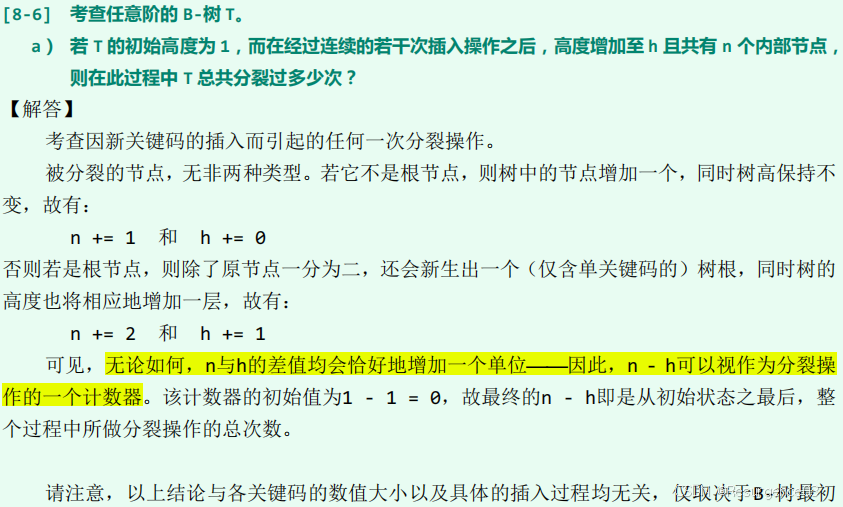 [8-6] 考查任意阶的 B-树 T。
a） 若 T 的初始高度为 1，而在经过连续的若干次插入操作之后，高度增加至 h 且共有 n 个内部节点，
则在此过程中 T 总共分裂过多少次？
【解答】
考查因新关键码的插入而引起的任何一次分裂操作。
被分裂的节点，无非两种类型。若它不是根节点，则树中的节点增加一个，同时树高保持不
变，故有：
n += 1 和 h += 0
否则若是根节点，则除了原节点一分为二，还会新生出一个（仅含单关键码的）树根，同时树的
高度也将相应地增加一层，故有：
n += 2 和 h += 1
可见，无论如何，n与h的差值均会恰好地增加一个单位——因此，n - h可以视作为分裂操
作的一个计数器。该计数器的初始值为1 - 1 = 0，故最终的n - h即是从初始状态之最后，整
个过程中所做分裂操作的总次数。
请注意，以上结论与各关键码的数值大小以及具体的插入过程均无关，仅取决于B-树最初